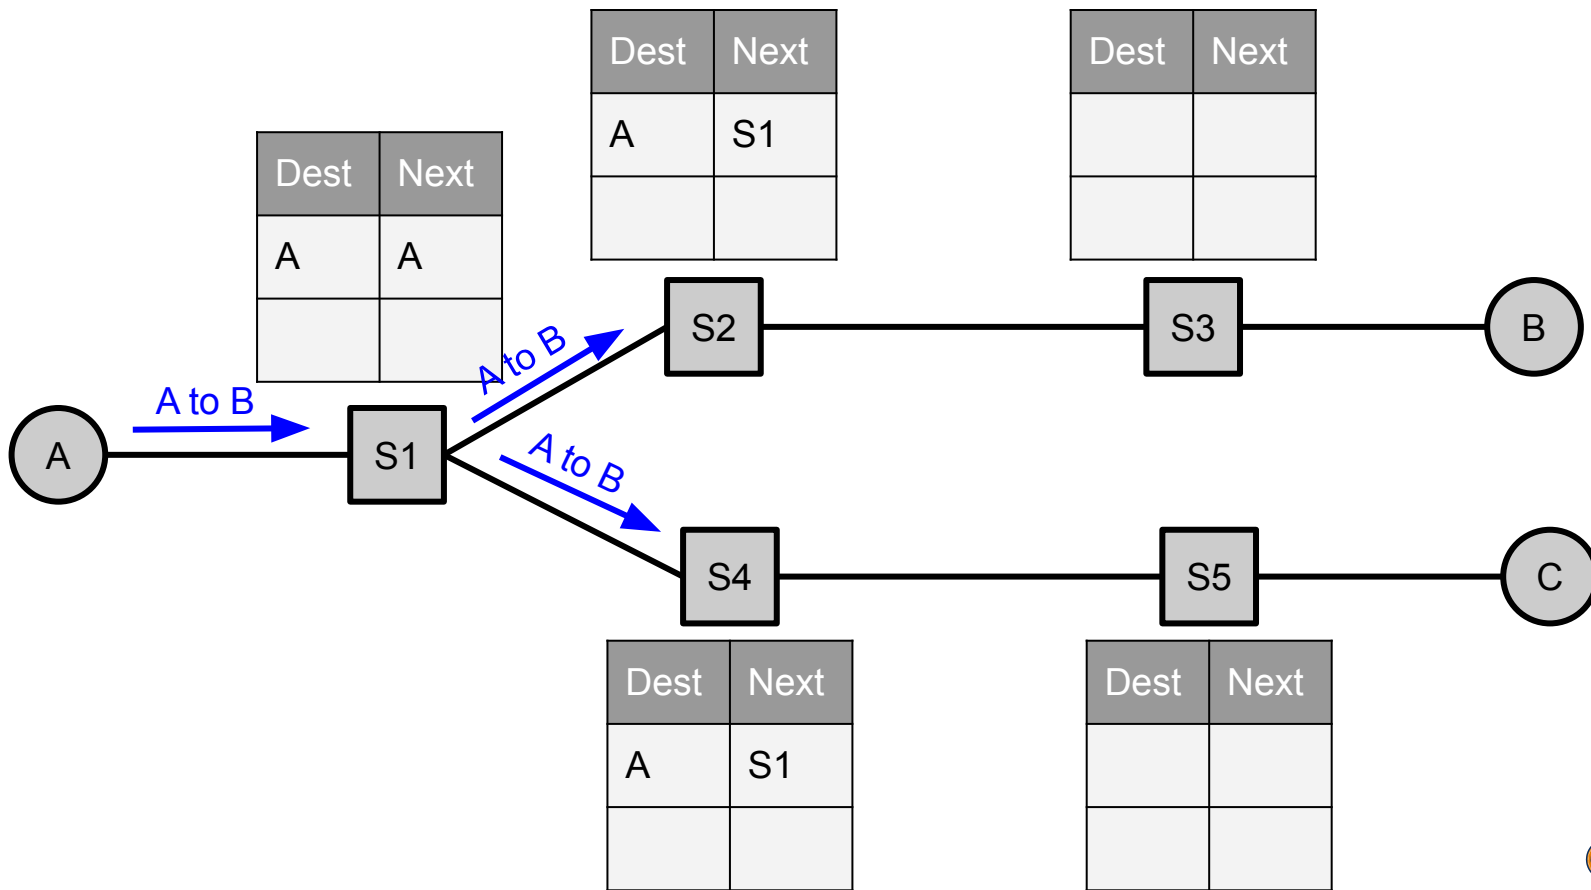 Dest Next
A S1
Dest Next
Dest Next
A A
A to B
A to B
A to B
A
S1
S2
S3
B
S4
S5
C
Dest Next
A S1
Dest Next